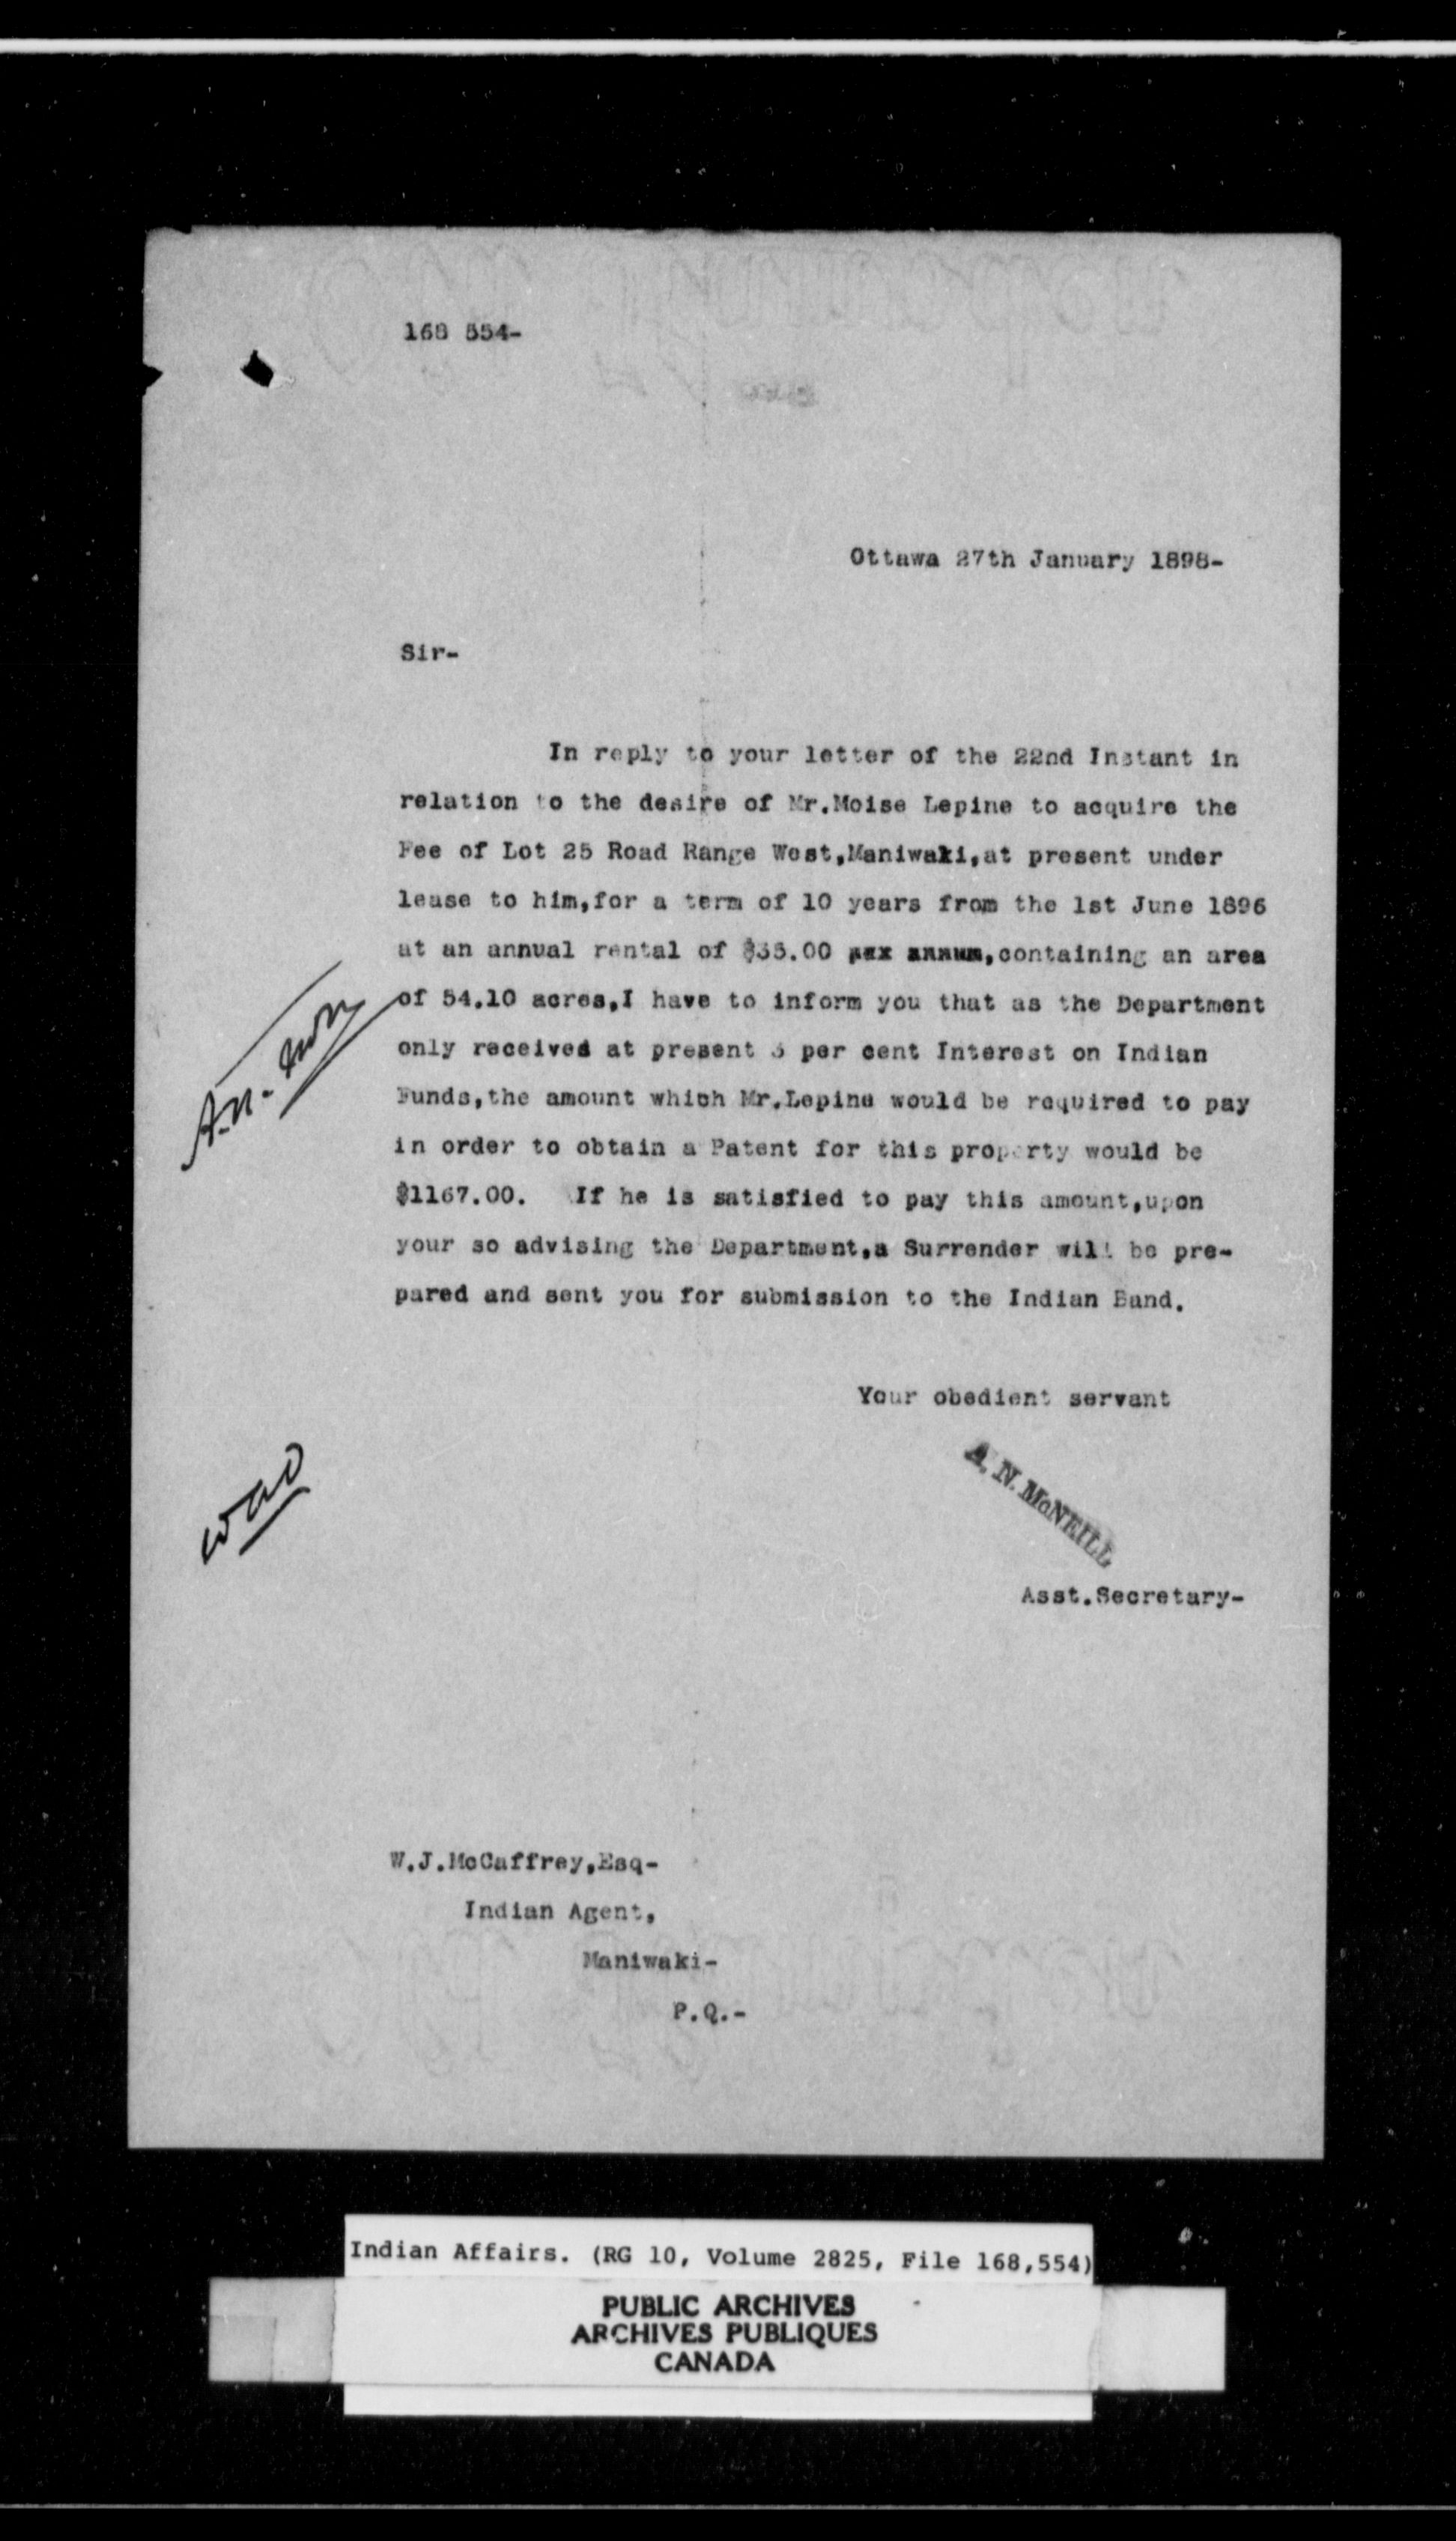 168 554-
Ottawa 27th January 1898-
Sir-
In reply to your letter of the 22nd Instant in
relation to the desire of Mr.Moise Lepine to acquire the
Fee of Lot 25 Road Range West,Maniwaki,at present under
lease to him,for a term of 10 years from the 1st June 1896
at an annual rental of $35.00 pax annum,containing an area
of 54.10 acres,I have to inform you that as the Department
only received at present 3 per cent Interest on Indian
Funds,the amount which Mr.Lepine would be required to pay
in order to obtain a Patent for this property would be
$1167.00. If he is satisfied to pay this amount,upon
your so advising the Department,a Surrender will be pre-
pared and sent you for submission to the Indian Band.
Your obedient servant
A. N. McNEILL
Asst.Secretary-
W.J.McCaffrey,Esq-
Indian Agent,
Maniwaki-
P.Q.-
Indian Affairs. (RG 10, Volume 2825, File 168,554)
PUBLIC ARCHIVES
ARCHIVES PUBLIQUES
CANADA